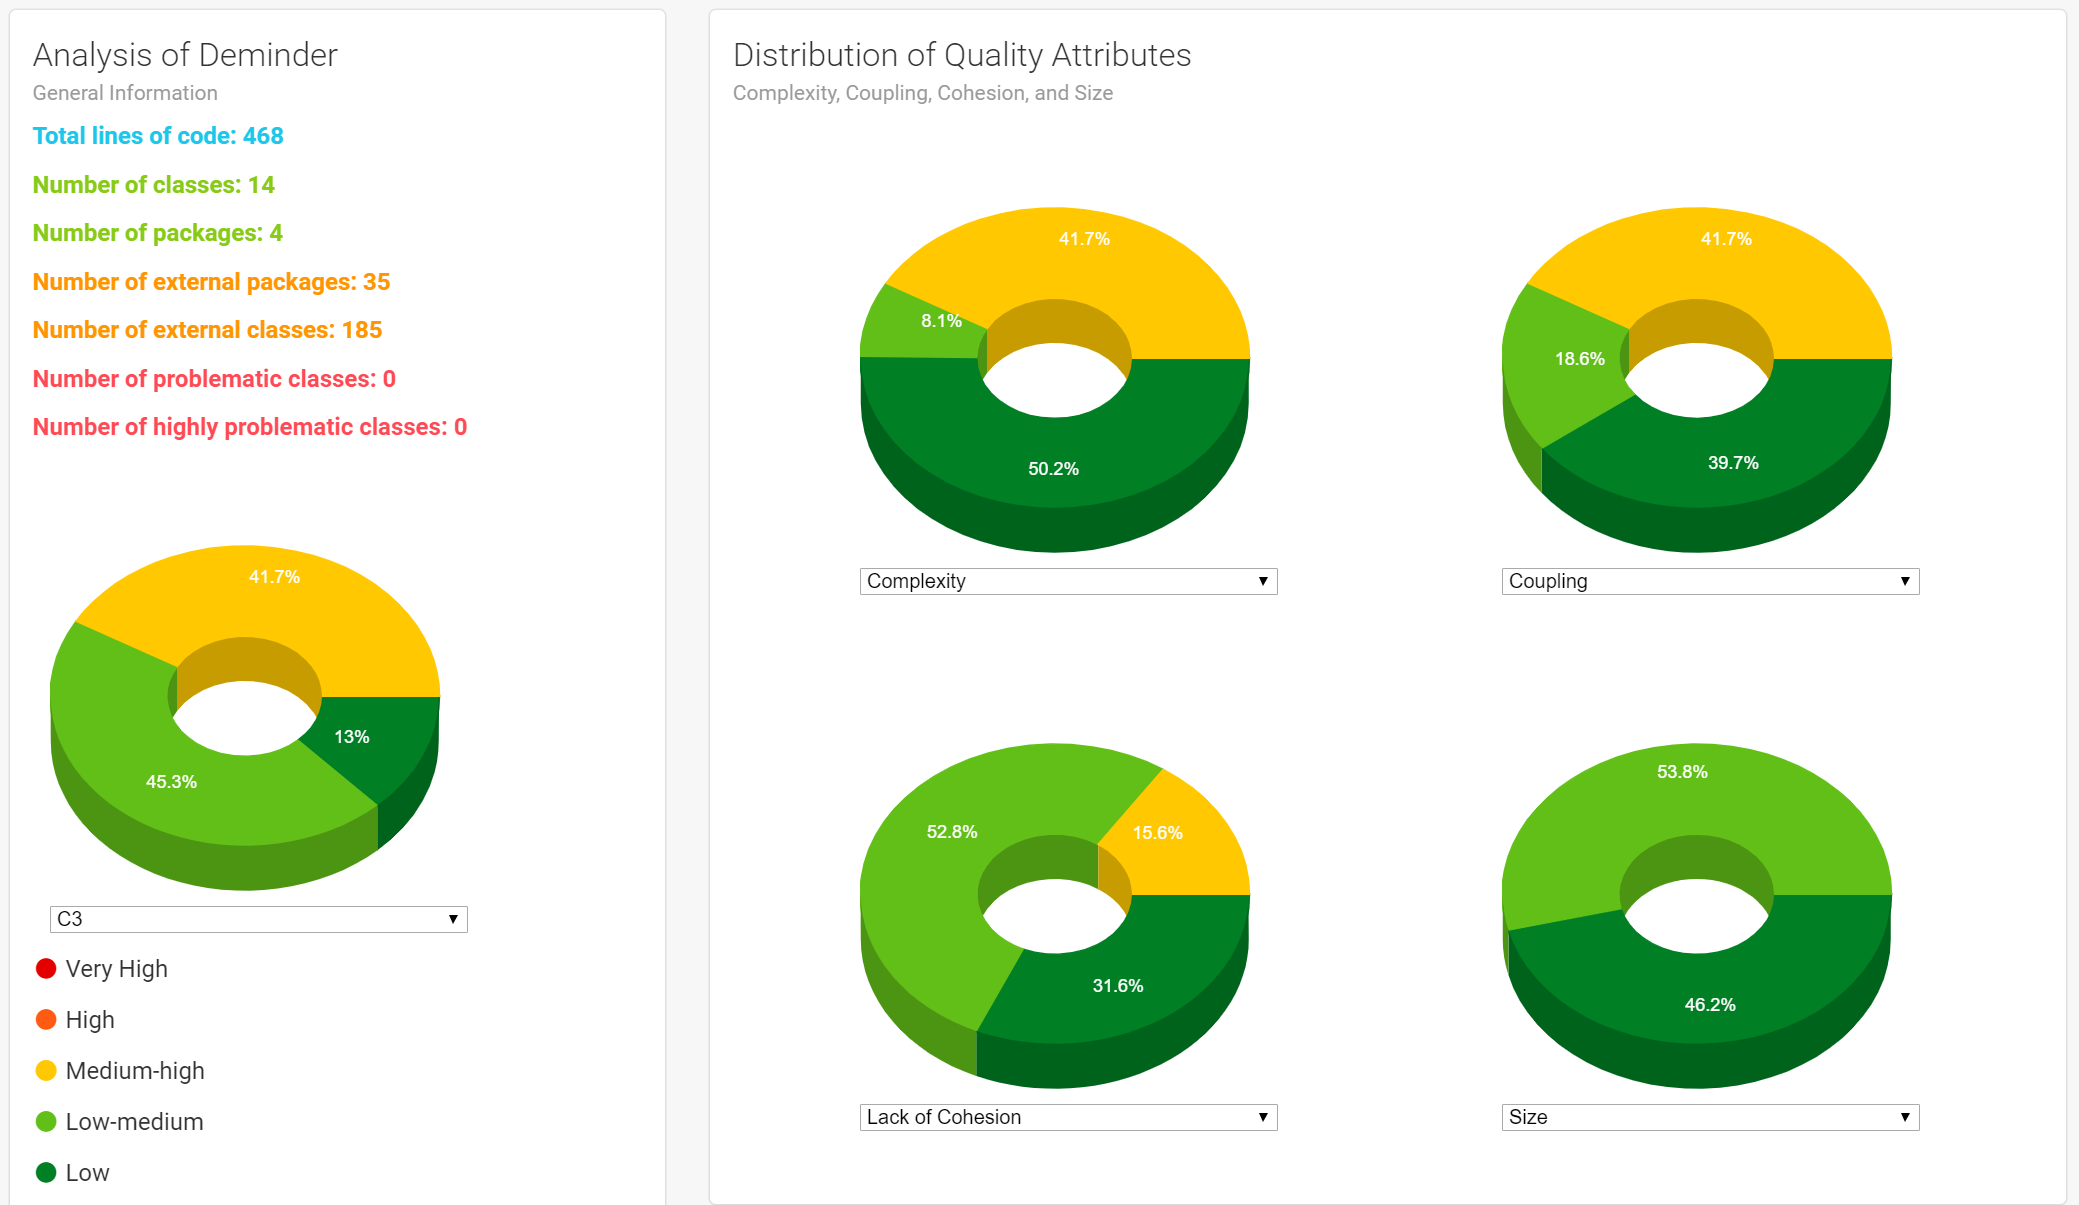 Analysis of Deminder
General Information
Total lines of code: 468
Number of classes: 14
Number of packages: 4
Number of external packages: 35
Number of external classes: 185
Number of problematic classes: 0
Number of highly problematic classes: 0
41.7%
13%
45.3%
C3
Very High
High
Medium-high
Low-medium
Low
Distribution of Quality Attributes
Complexity, Coupling, Cohesion, and Size
41.7%
8.1%
50.2%
Complexity
41.7%
18.6%
39.7%
Coupling
52.8%
15.6%
31.6%
Lack of Cohesion
53.8%
46.2%
Size